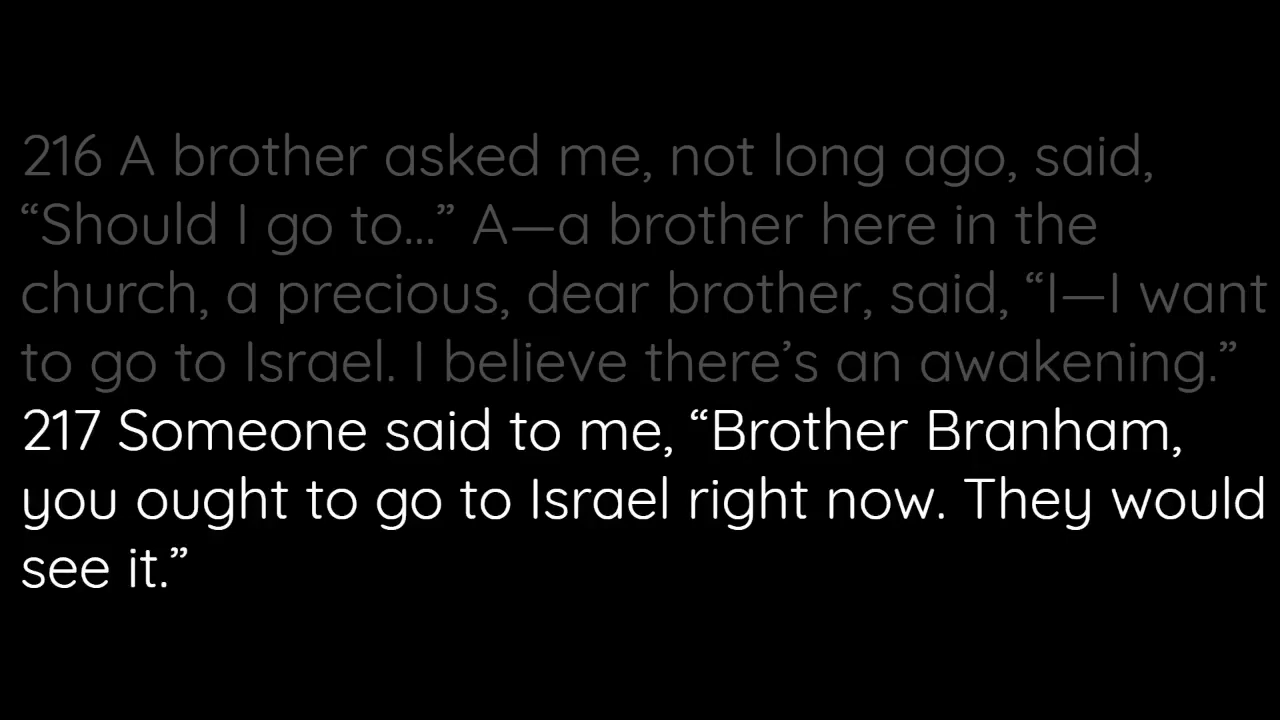 216 A brother asked me, not long ago, said,
“Should I go to...” A—a brother here in the
church, a precious, dear brother, said, “I—I want
to go to Israel. I believe there’s an awakening.”
217 Someone said to me, “Brother Branham,
you ought to go to Israel right now. They would
see it.”